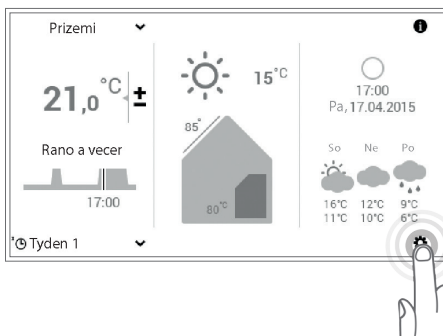 Prizemi
21,0°C ±
Rano a vecer
17:00
Tyden 1
15°C
85°
80°C
17:00
Pa, 17.04.2015
So Ne Po
16°C 12°C 9°C
11°C 10°C 6°C